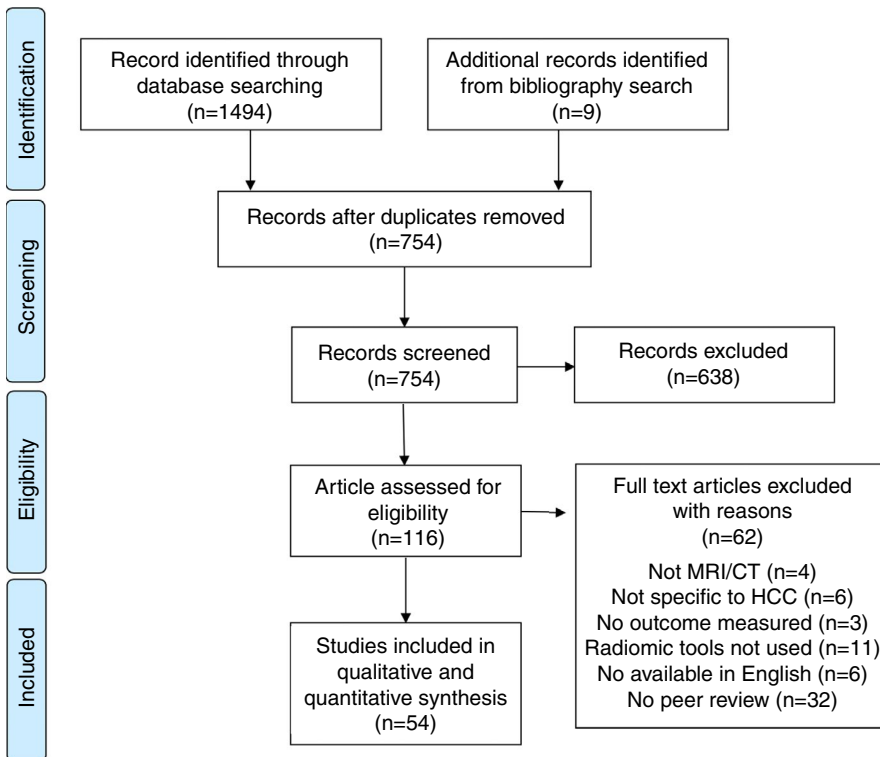 Identification
Record identified through
database searching
(n=1494)
Additional records identified
from bibliography search
(n=9)
Records after duplicates removed
(n=754)
Screening
Records screened
(n=754)
Records excluded
(n=638)
Eligibility
Article assessed for
eligibility
(n=116)
Full text articles excluded
with reasons
(n=62)
Not MRI/CT (n=4)
Not specific to HCC (n=6)
No outcome measured (n=3)
Radiomic tools not used (n=11)
No available in English (n=6)
No peer review (n=32)
Included
Studies included in
qualitative and
quantitative synthesis
(n=54)